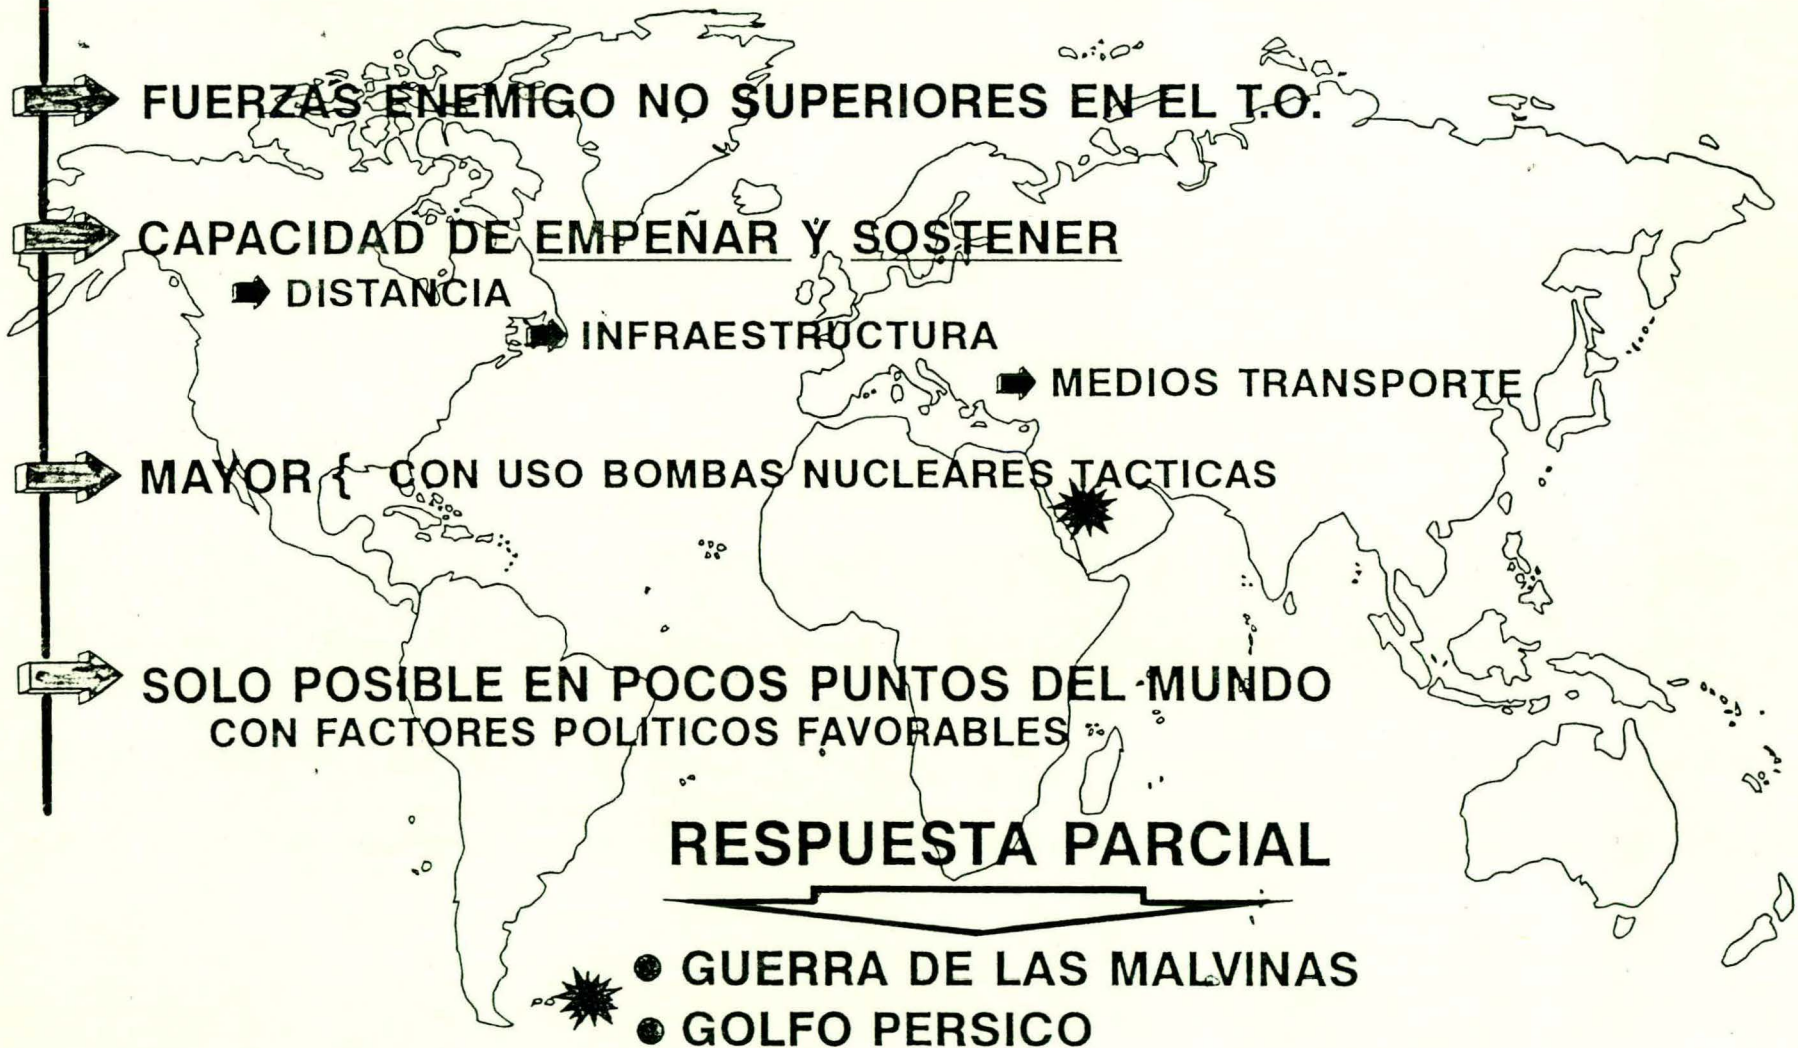 FUERZAS ENEMIGO NO SUPERIORES EN EL T.O.
CAPACIDAD DE EMPEÑAR Y SOSTENER
DISTANCIA
INFRAESTRUCTURA
MEDIOS TRANSPORTE
MAYOR { CON USO BOMBAS NUCLEARES TACTICAS
SOLO POSIBLE EN POCOS PUNTOS DEL MUNDO
CON FACTORES POLITICOS FAVORABLES
RESPUESTA PARCIAL
● GUERRA DE LAS MALVINAS
● GOLFO PERSICO